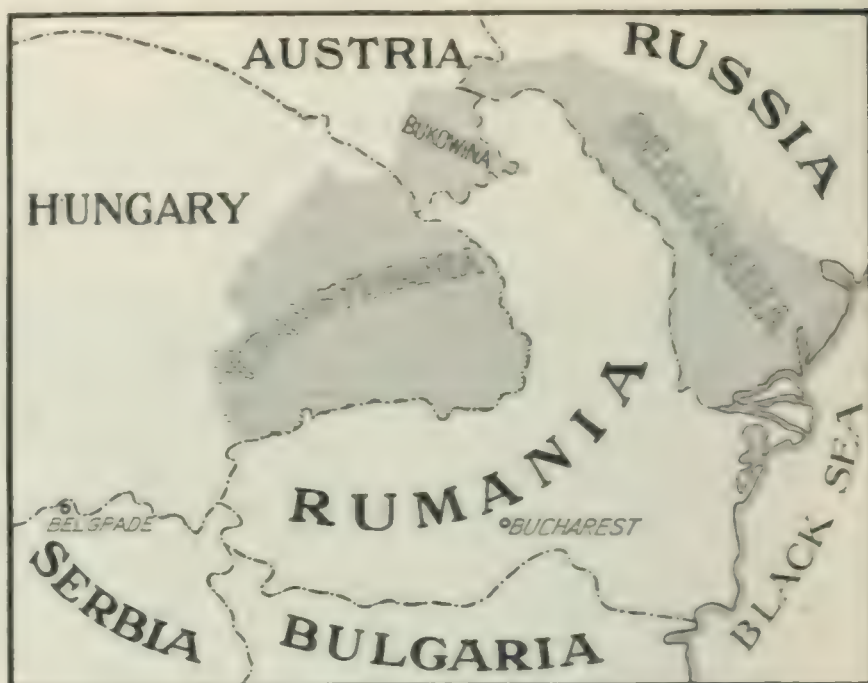 AUSTRIA
RUSSIA
BUKOWINA
HUNGARY
RUMANIA
BLACK SEA
BELGRADE
BUCHAREST
SERBIA
BULGARIA